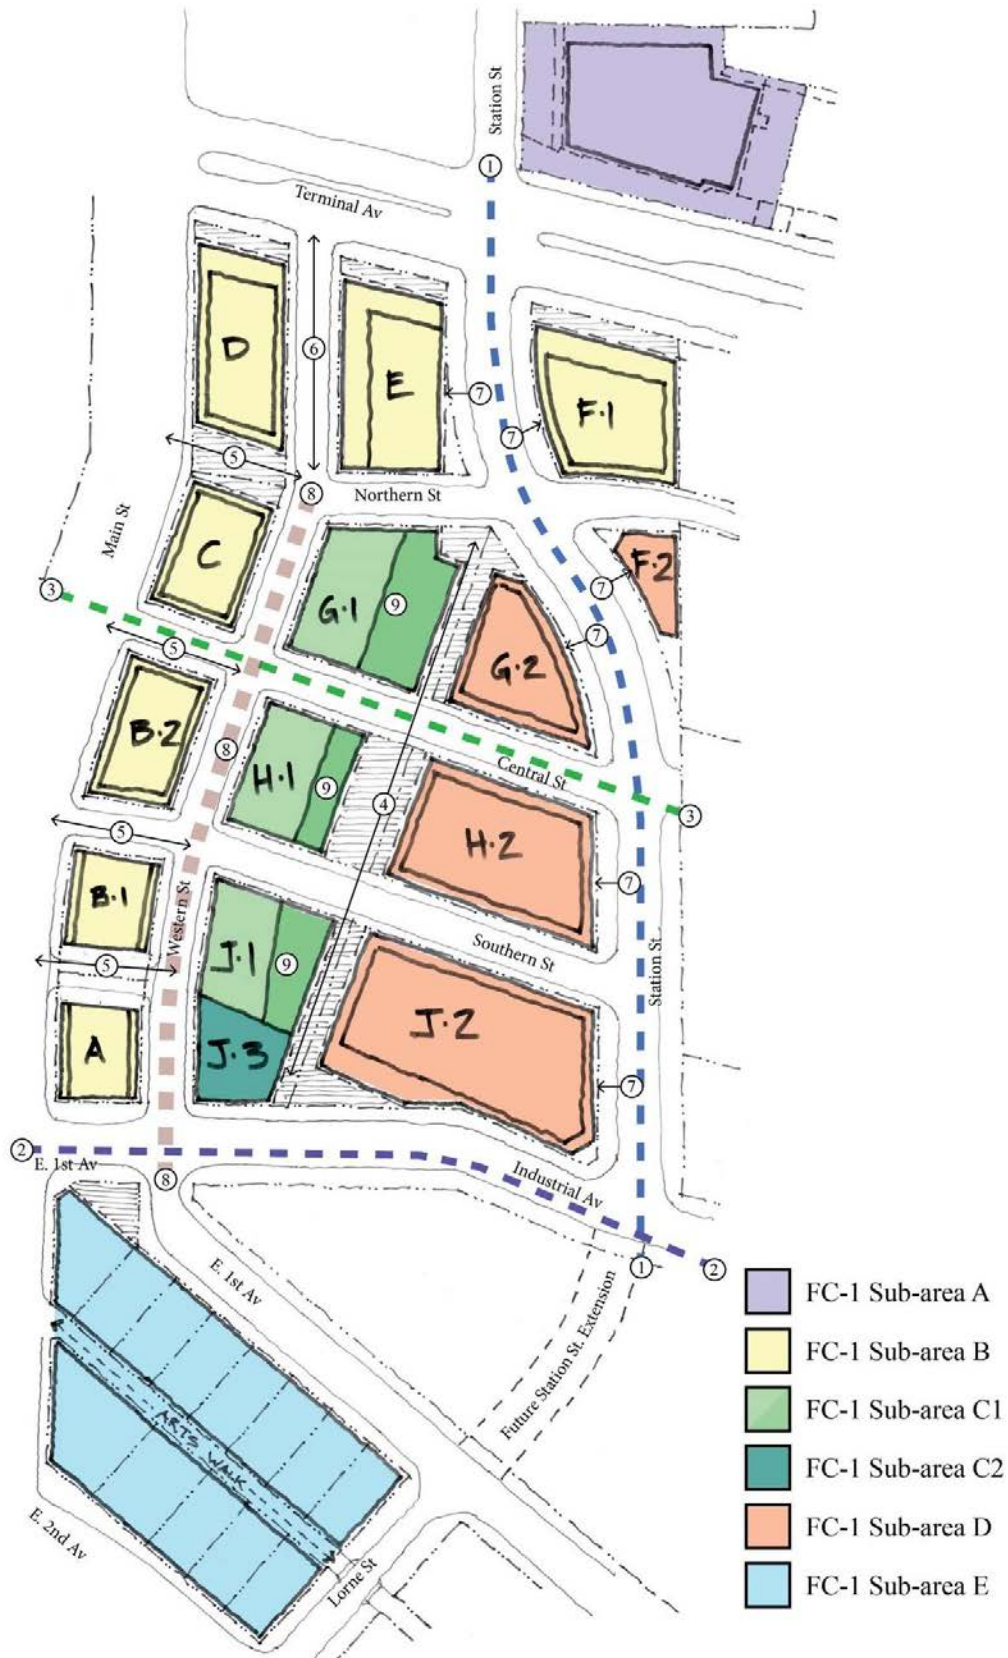 Station St
①
Terminal Av
D
⑥
E
⑦
F·1
⑦
⑤
⑧
Northern St
Main St
C
③
G·1
⑨
F·2
⑦
⑦
⑤
G·2
B·2
⑧
H·1
⑨
Central St
④
③
⑤
H·2
⑦
B·1
Western St
J·1
⑨
Southern St
Station St.
⑤
A
J·3
J·2
⑦
②
E. 1st Av
⑧
Industrial Av
①
②
E. 1st Av
Future Station St. Extension
ARTS WALK
E. 2nd Av
Lorne St
FC-1 Sub-area A
FC-1 Sub-area B
FC-1 Sub-area C1
FC-1 Sub-area C2
FC-1 Sub-area D
FC-1 Sub-area E